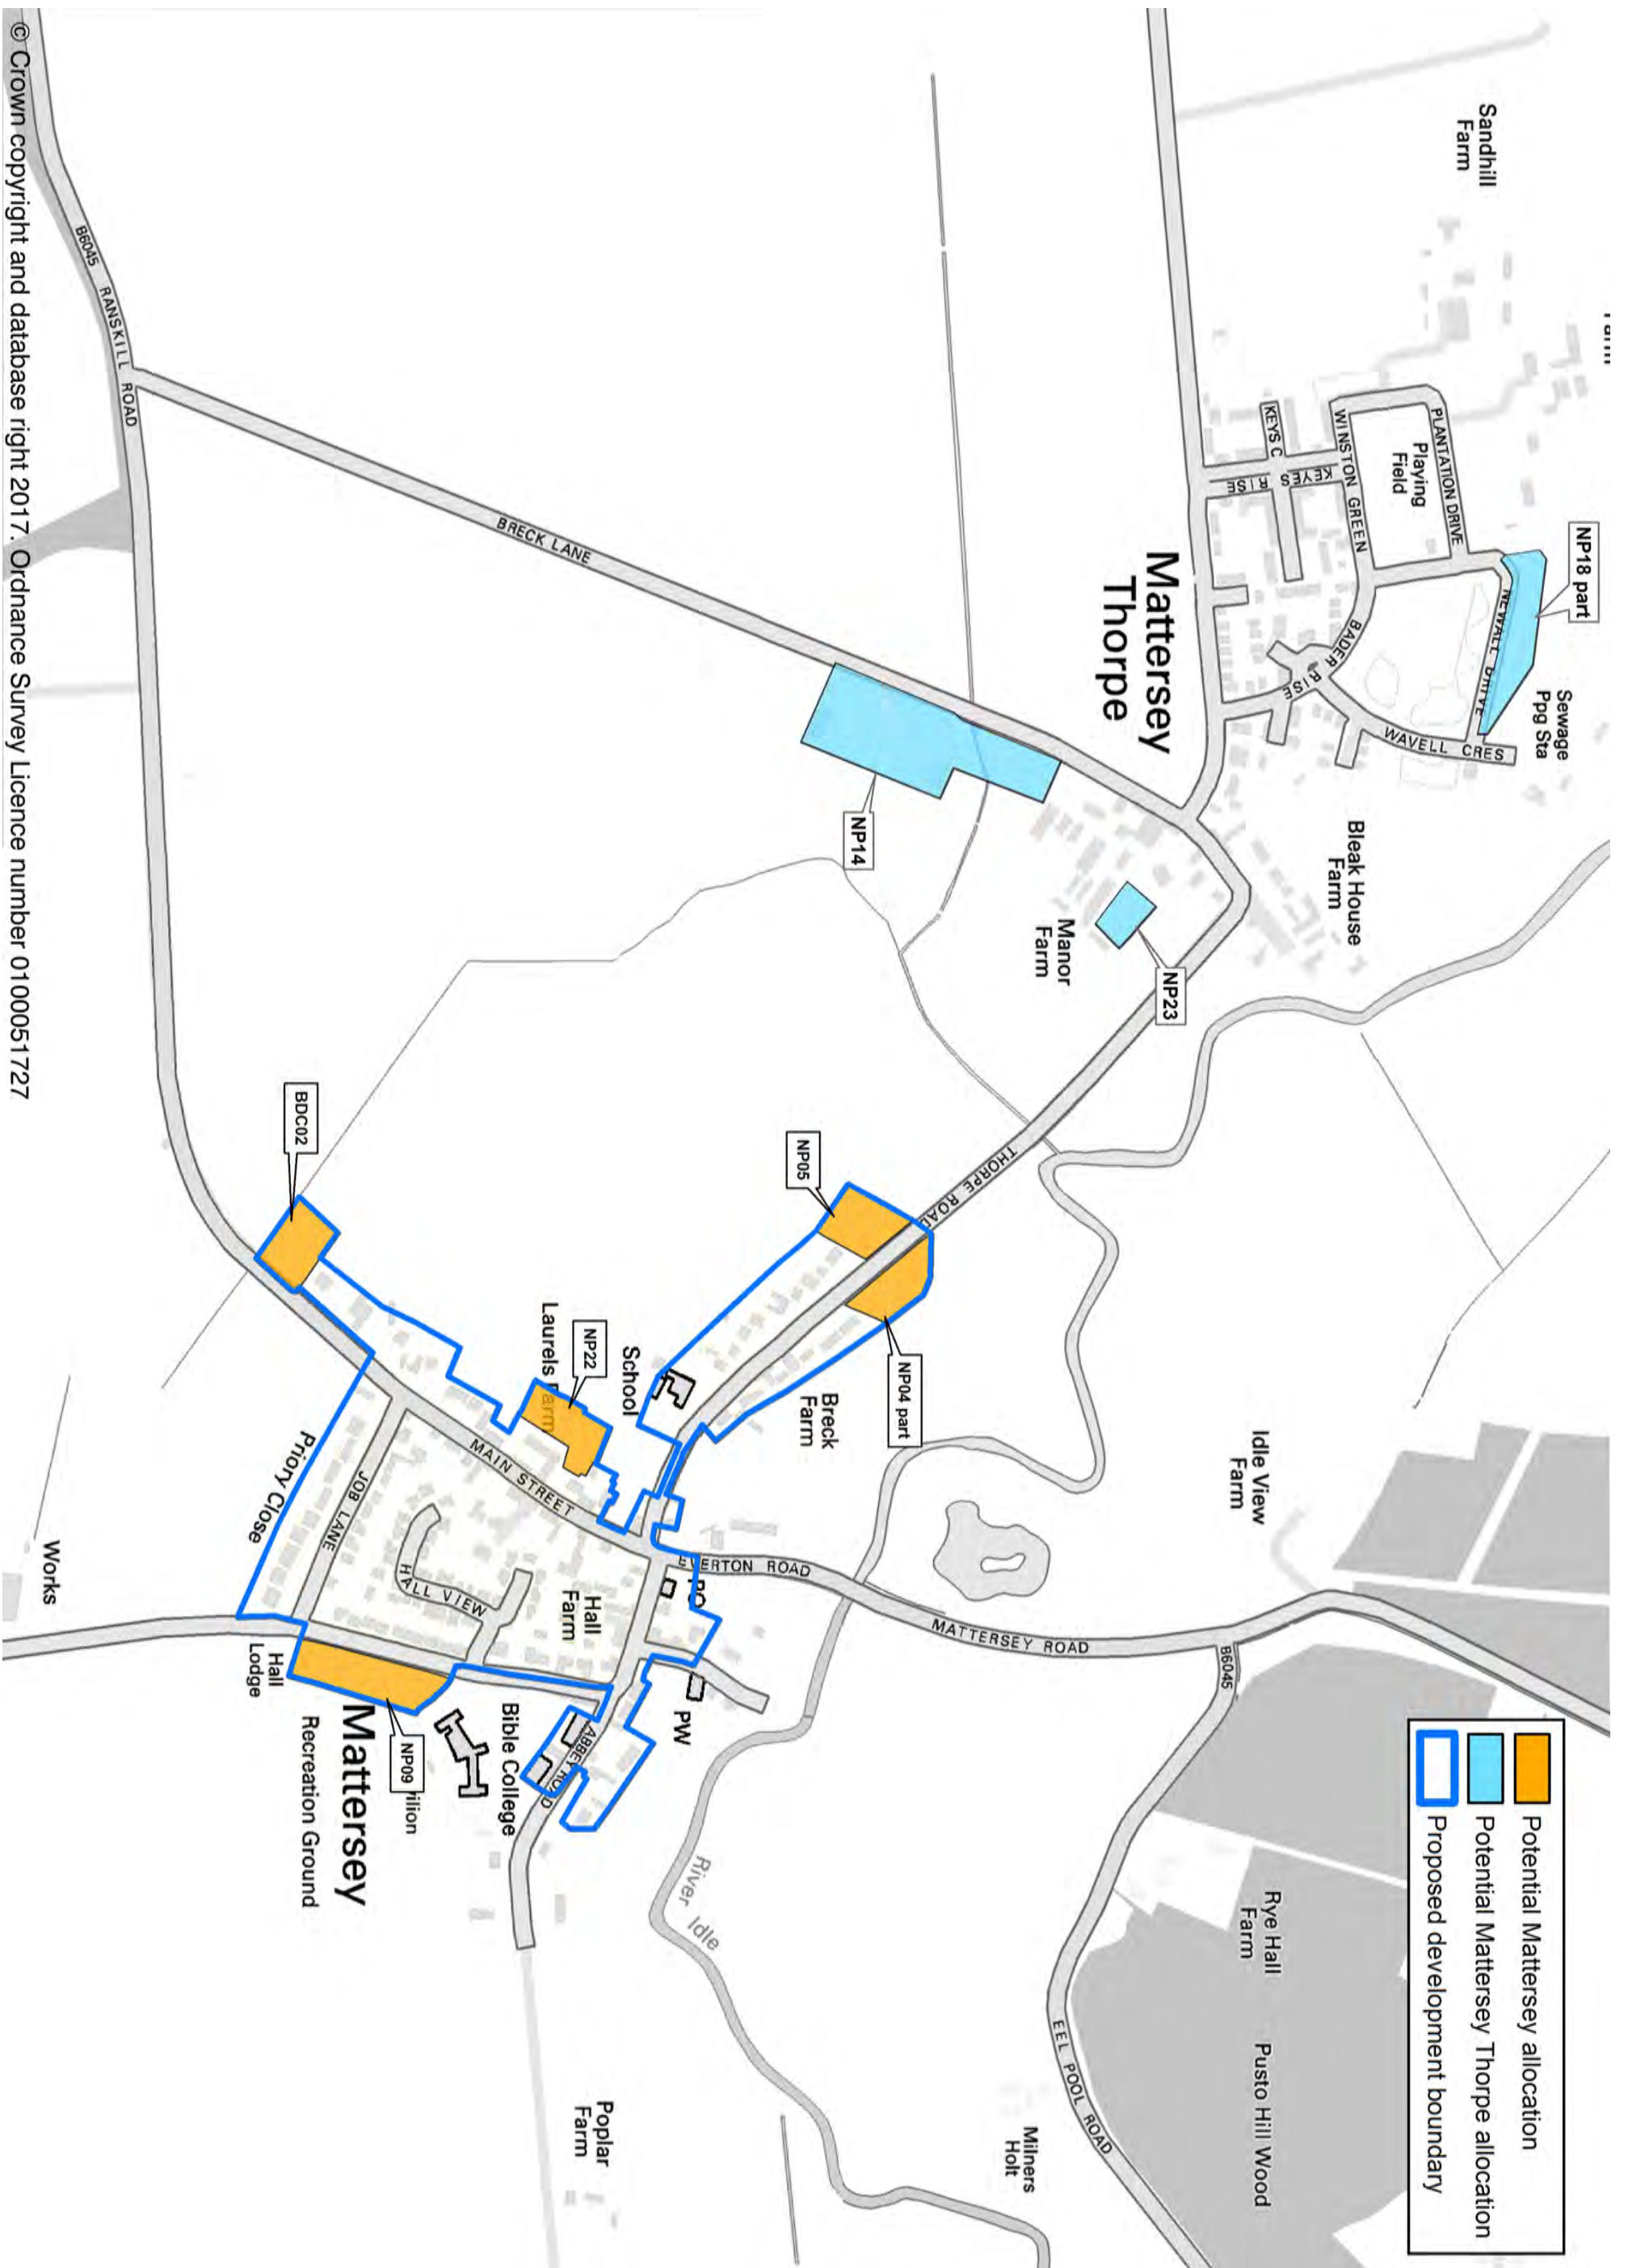 Sandhill
Farm
PLANTATION DRIVE
Playing
Field
WINSTON GREEN
KEYS C
KEYES RISE
NP18 part
NEWALL DRIVE
Sewage
Ppg Sta
BADER RISE
WAVELL CRES
Mattersey
Thorpe
Bleak House
Farm
BRECK LANE
NP14
Manor
Farm
NP23
B6045 RANSKILL ROAD
THORPE ROAD
NP05
NP04 part
Breck
Farm
Idle View
Farm
BDC02
NP22
Laurels Farm
School
MAIN STREET
EVERTON ROAD
MATTERSEY ROAD
B6045
PO
Hall
Farm
HALL VIEW
JOB LANE
Priory Close
Works
Hall
Lodge
PW
ABBEY ROAD
Bible College
NP09
ilion
Mattersey
Recreation Ground
River Idle
Rye Hall
Farm
Pusto Hill Wood
EEL POOL ROAD
Milners
Holt
Poplar
Farm
Potential Mattersey allocation
Potential Mattersey Thorpe allocation
Proposed development boundary
© Crown copyright and database right 2017. Ordnance Survey Licence number 0100051727